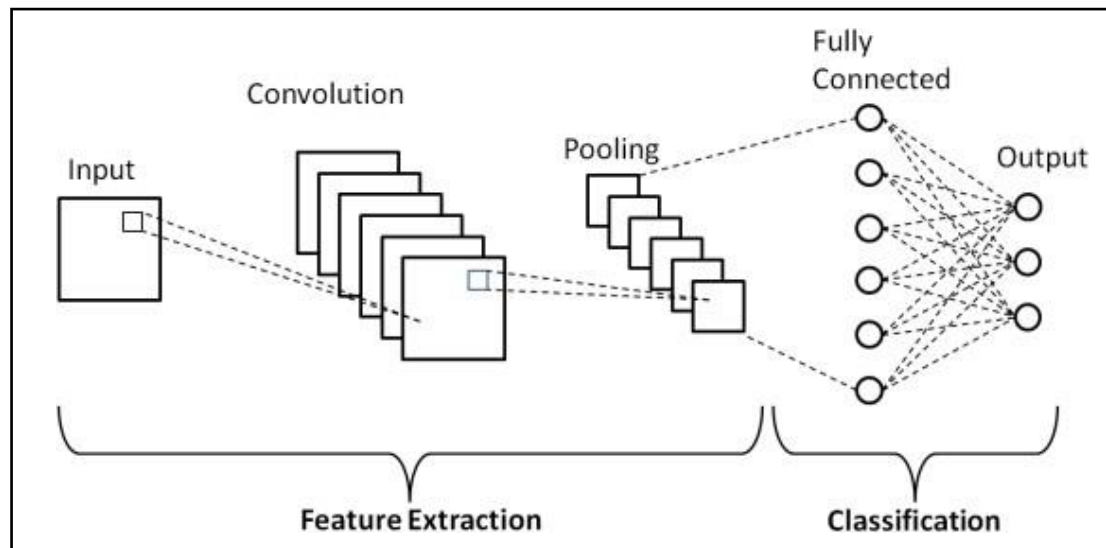 Input
Convolution
Pooling
Fully
Connected
Output
Feature Extraction
Classification